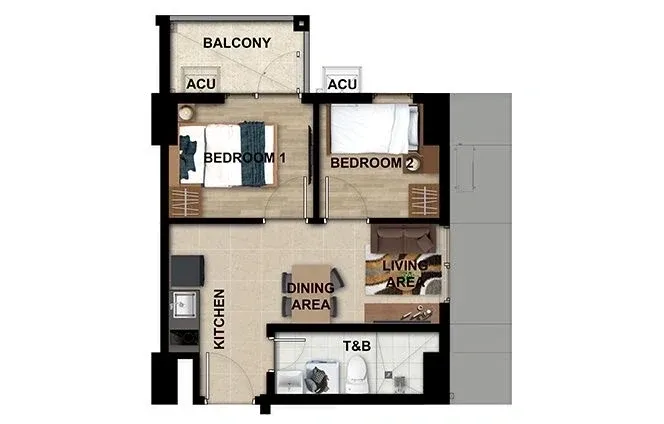 BALCONY
ACU
ACU
BEDROOM 1
BEDROOM 2
LIVING
AREA
DINING
AREA
KITCHEN
T&B